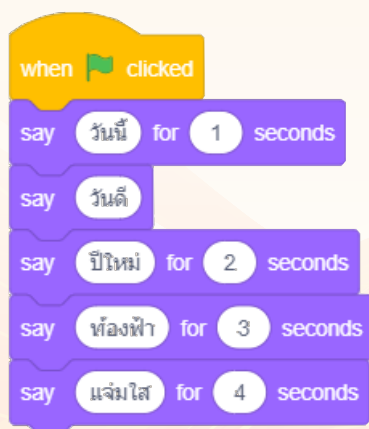 when clicked
say วันนี้ for 1 seconds
say วันดี
say ปีใหม่ for 2 seconds
say ท้องฟ้า for 3 seconds
say แจ่มใส for 4 seconds